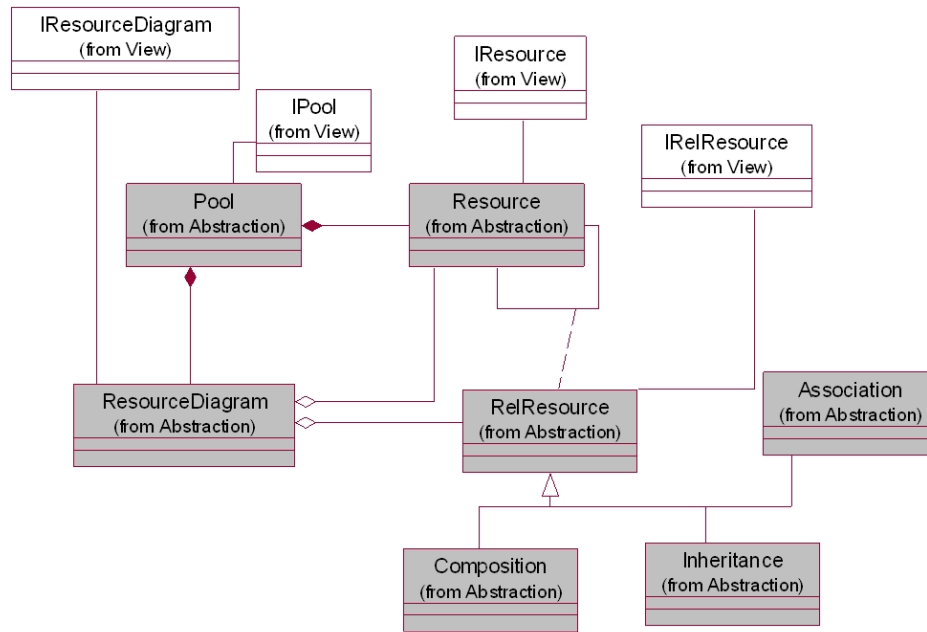 IResourceDiagram
(from View)
IResource
(from View)
IPool
(from View)
IRelResource
(from View)
Pool
(from Abstraction)
Resource
(from Abstraction)
ResourceDiagram
(from Abstraction)
RelResource
(from Abstraction)
Association
(from Abstraction)
Composition
(from Abstraction)
Inheritance
(from Abstraction)